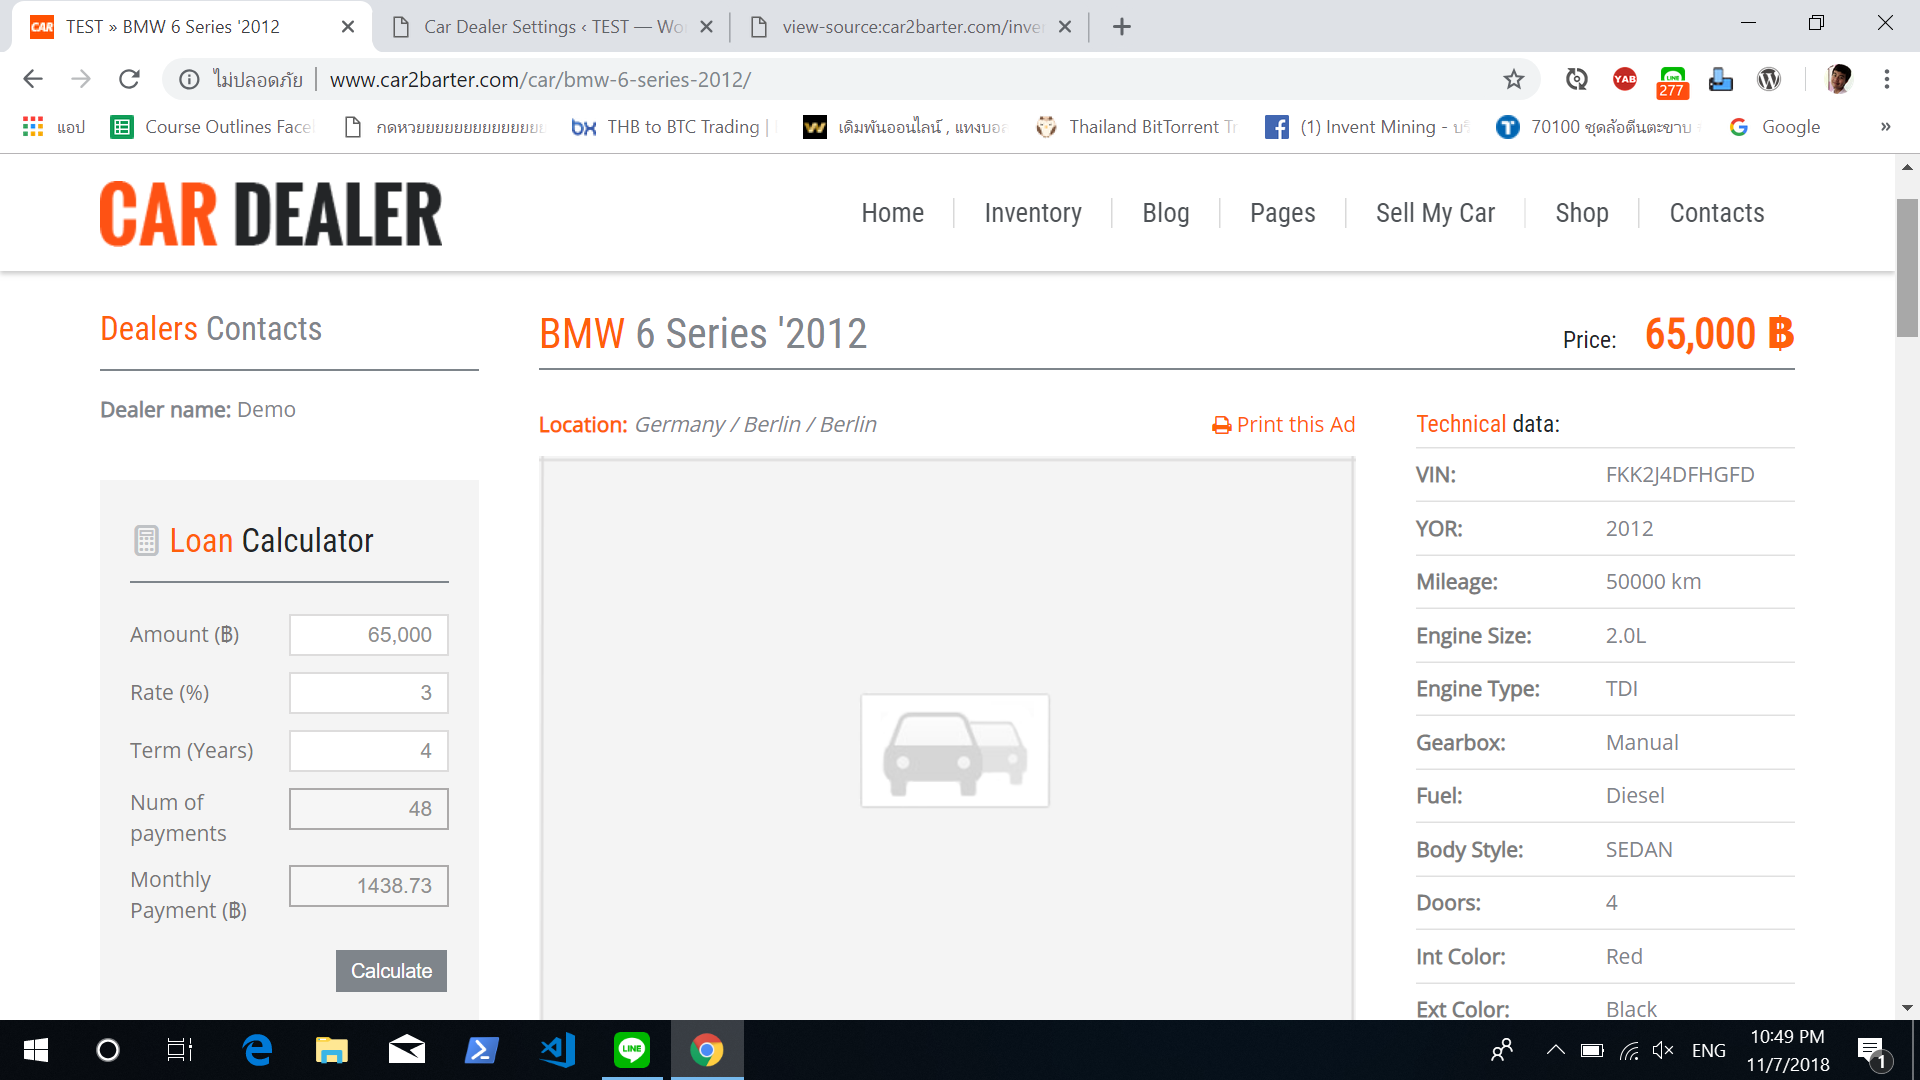 CAR TEST » BMW 6 Series '2012
Car Dealer Settings ‹ TEST — Wo
view-source:car2barter.com/inve
ไม่ปลอดภัย www.car2barter.com/car/bmw-6-series-2012/
YAB LINE 277
แอป Course Outlines Face กดหวยยยยยยยยยยยย bx THB to BTC Trading | W เดิมพันออนไลน์ , แทงบอล Thailand BitTorrent Tr (1) Invent Mining - บริ T 70100 ชุดล้อตีนตะขาบ Google »
CAR DEALER
Home Inventory Blog Pages Sell My Car Shop Contacts
Dealers Contacts
Dealer name: Demo
Loan Calculator
Amount (฿) 65,000
Rate (%) 3
Term (Years) 4
Num of payments 48
Monthly Payment (฿) 1438.73
Calculate
BMW 6 Series '2012
Price: 65,000 ฿
Location: Germany / Berlin / Berlin
Print this Ad
Technical data:
VIN: FKK2J4DFHGFD
YOR: 2012
Mileage: 50000 km
Engine Size: 2.0L
Engine Type: TDI
Gearbox: Manual
Fuel: Diesel
Body Style: SEDAN
Doors: 4
Int Color: Red
Ext Color: Black
LINE
ENG
10:49 PM
11/7/2018
1